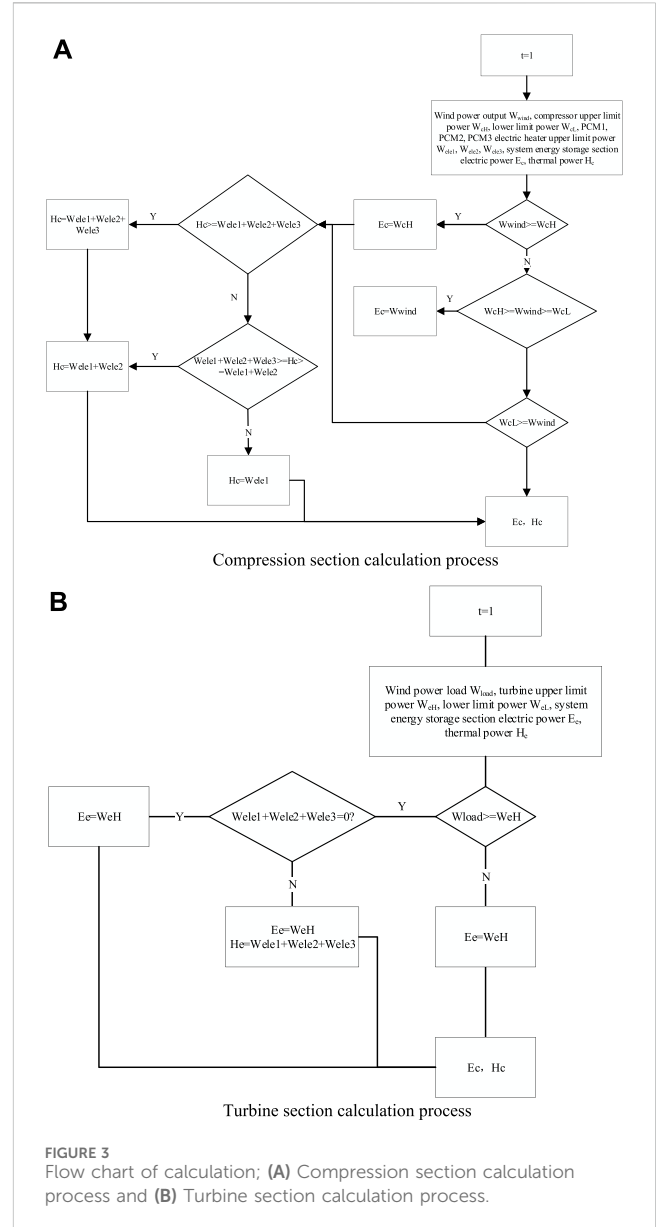 A
t=1
Wind power output Wwind, compressor upper limit
power WcH, lower limit power WcL, PCM1,
PCM2, PCM3 electric heater upper limit power
Wele1, Wele2, Wele3, system energy storage section
electric power Ec, thermal power Hc
Wwind>=WcH
Y
N
Ec=WcH
Hc>=Wele1+Wele2+Wele3
Y
N
Hc=Wele1+Wele2+
Wele3
WcH>=Wwind>=WcL
Y
Ec=Wwind
Wele1+Wele2+Wele3>=Hc>
=Wele1+Wele2
Y
N
Hc=Wele1+Wele2
WcL>=Wwind
Hc=Wele1
Ec, Hc
Compression section calculation process
B
t=1
Wind power load Wload, turbine upper limit
power WeH, lower limit power WeL, system
energy storage section electric power Ee,
thermal power He
Wload>=WeH
Y
N
Wele1+Wele2+Wele3=0?
Y
N
Ee=WeH
Ee=WeH
He=Wele1+Wele2+Wele3
Ee=WeH
Ec, Hc
Turbine section calculation process
FIGURE 3
Flow chart of calculation; (A) Compression section calculation
process and (B) Turbine section calculation process.